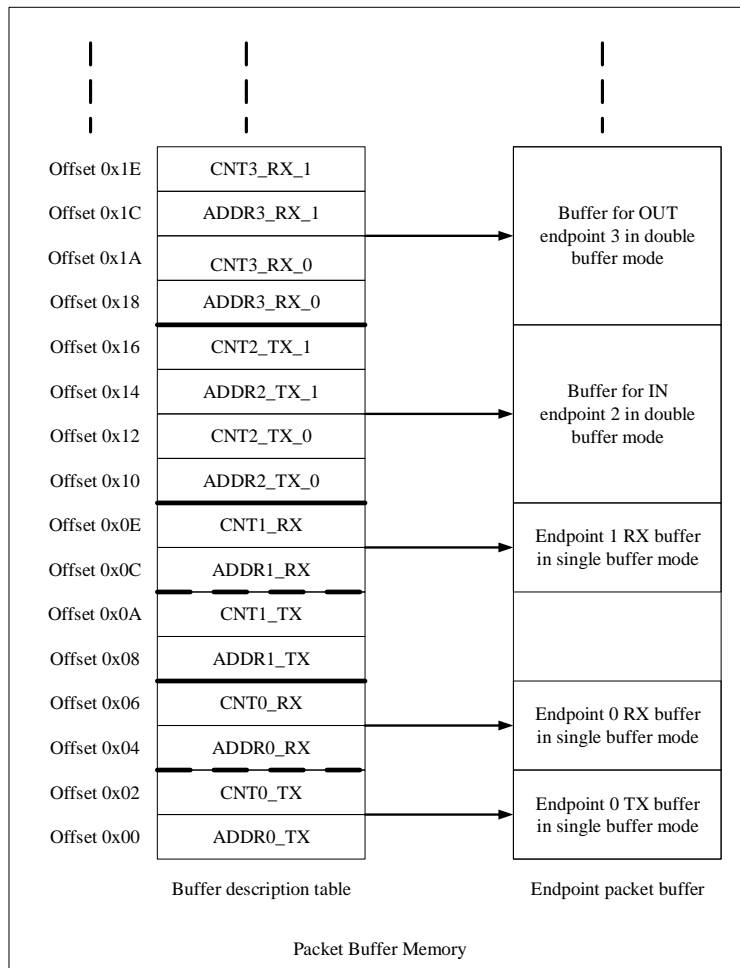 Offset 0x1E CNT3_RX_1
Offset 0x1C ADDR3_RX_1
Offset 0x1A CNT3_RX_0
Offset 0x18 ADDR3_RX_0
Buffer for OUT
endpoint 3 in double
buffer mode
Offset 0x16 CNT2_TX_1
Offset 0x14 ADDR2_TX_1
Offset 0x12 CNT2_TX_0
Offset 0x10 ADDR2_TX_0
Buffer for IN
endpoint 2 in double
buffer mode
Offset 0x0E CNT1_RX
Offset 0x0C ADDR1_RX
Endpoint 1 RX buffer
in single buffer mode
Offset 0x0A CNT1_TX
Offset 0x08 ADDR1_TX
Offset 0x06 CNT0_RX
Offset 0x04 ADDR0_RX
Endpoint 0 RX buffer
in single buffer mode
Offset 0x02 CNT0_TX
Offset 0x00 ADDR0_TX
Endpoint 0 TX buffer
in single buffer mode
Buffer description table
Endpoint packet buffer
Packet Buffer Memory